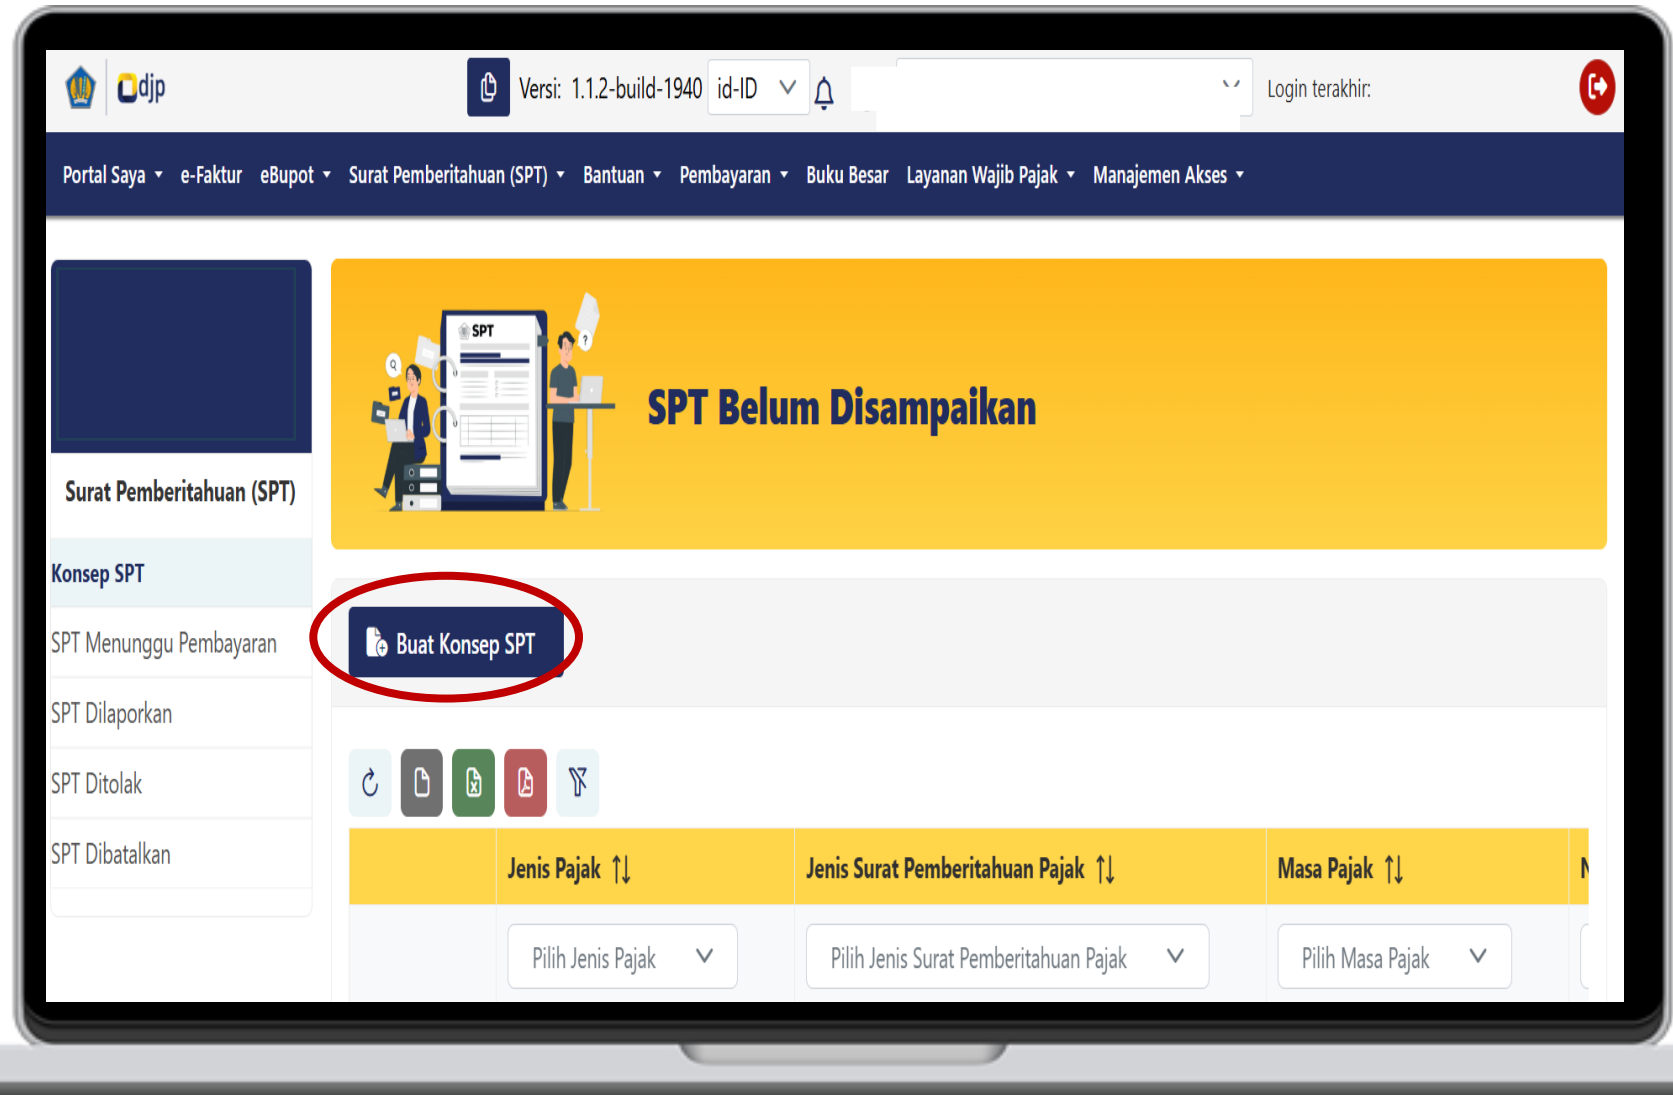 djp
Versi: 1.1.2-build-1940
id-ID
Login terakhir:
Portal Saya
e-Faktur
eBupot
Surat Pemberitahuan (SPT)
Bantuan
Pembayaran
Buku Besar
Layanan Wajib Pajak
Manajemen Akses
SPT
SPT Belum Disampaikan
Surat Pemberitahuan (SPT)
Konsep SPT
SPT Menunggu Pembayaran
SPT Dilaporkan
SPT Ditolak
SPT Dibatalkan
Buat Konsep SPT
Jenis Pajak
Jenis Surat Pemberitahuan Pajak
Masa Pajak
Pilih Jenis Pajak
Pilih Jenis Surat Pemberitahuan Pajak
Pilih Masa Pajak